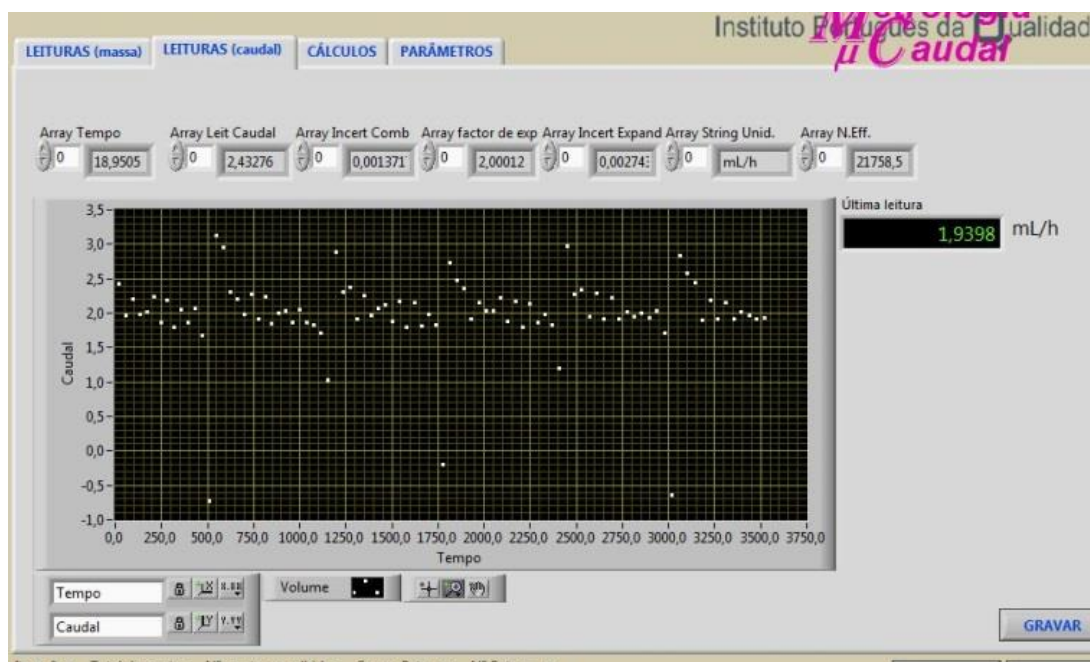 Instituto Português da Qualidad
Caudal
μ
LEITURAS (massa) LEITURAS (caudal) CÁLCULOS PARÂMETROS
Array Tempo Array Leit Caudal Array Incert Comb Array factor de exp Array Incert Expand Array String Unid. Array N.Eff.
0 18,9505 0 2,43276 0 0,001371 0 2,00012 0 0 mL/h 0 21758,5
Última leitura
1,9398 mL/h
3,5
3,0
2,5
2,0
1,5
1,0
0,5
0,0
-0,5
-1,0
Caudal
0,0 250,0 500,0 750,0 1000,0 1250,0 1500,0 1750,0 2000,0 2250,0 2500,0 2750,0 3000,0 3250,0 3500,0 3750,0
Tempo
Tempo
Volume
Caudal
GRAVAR